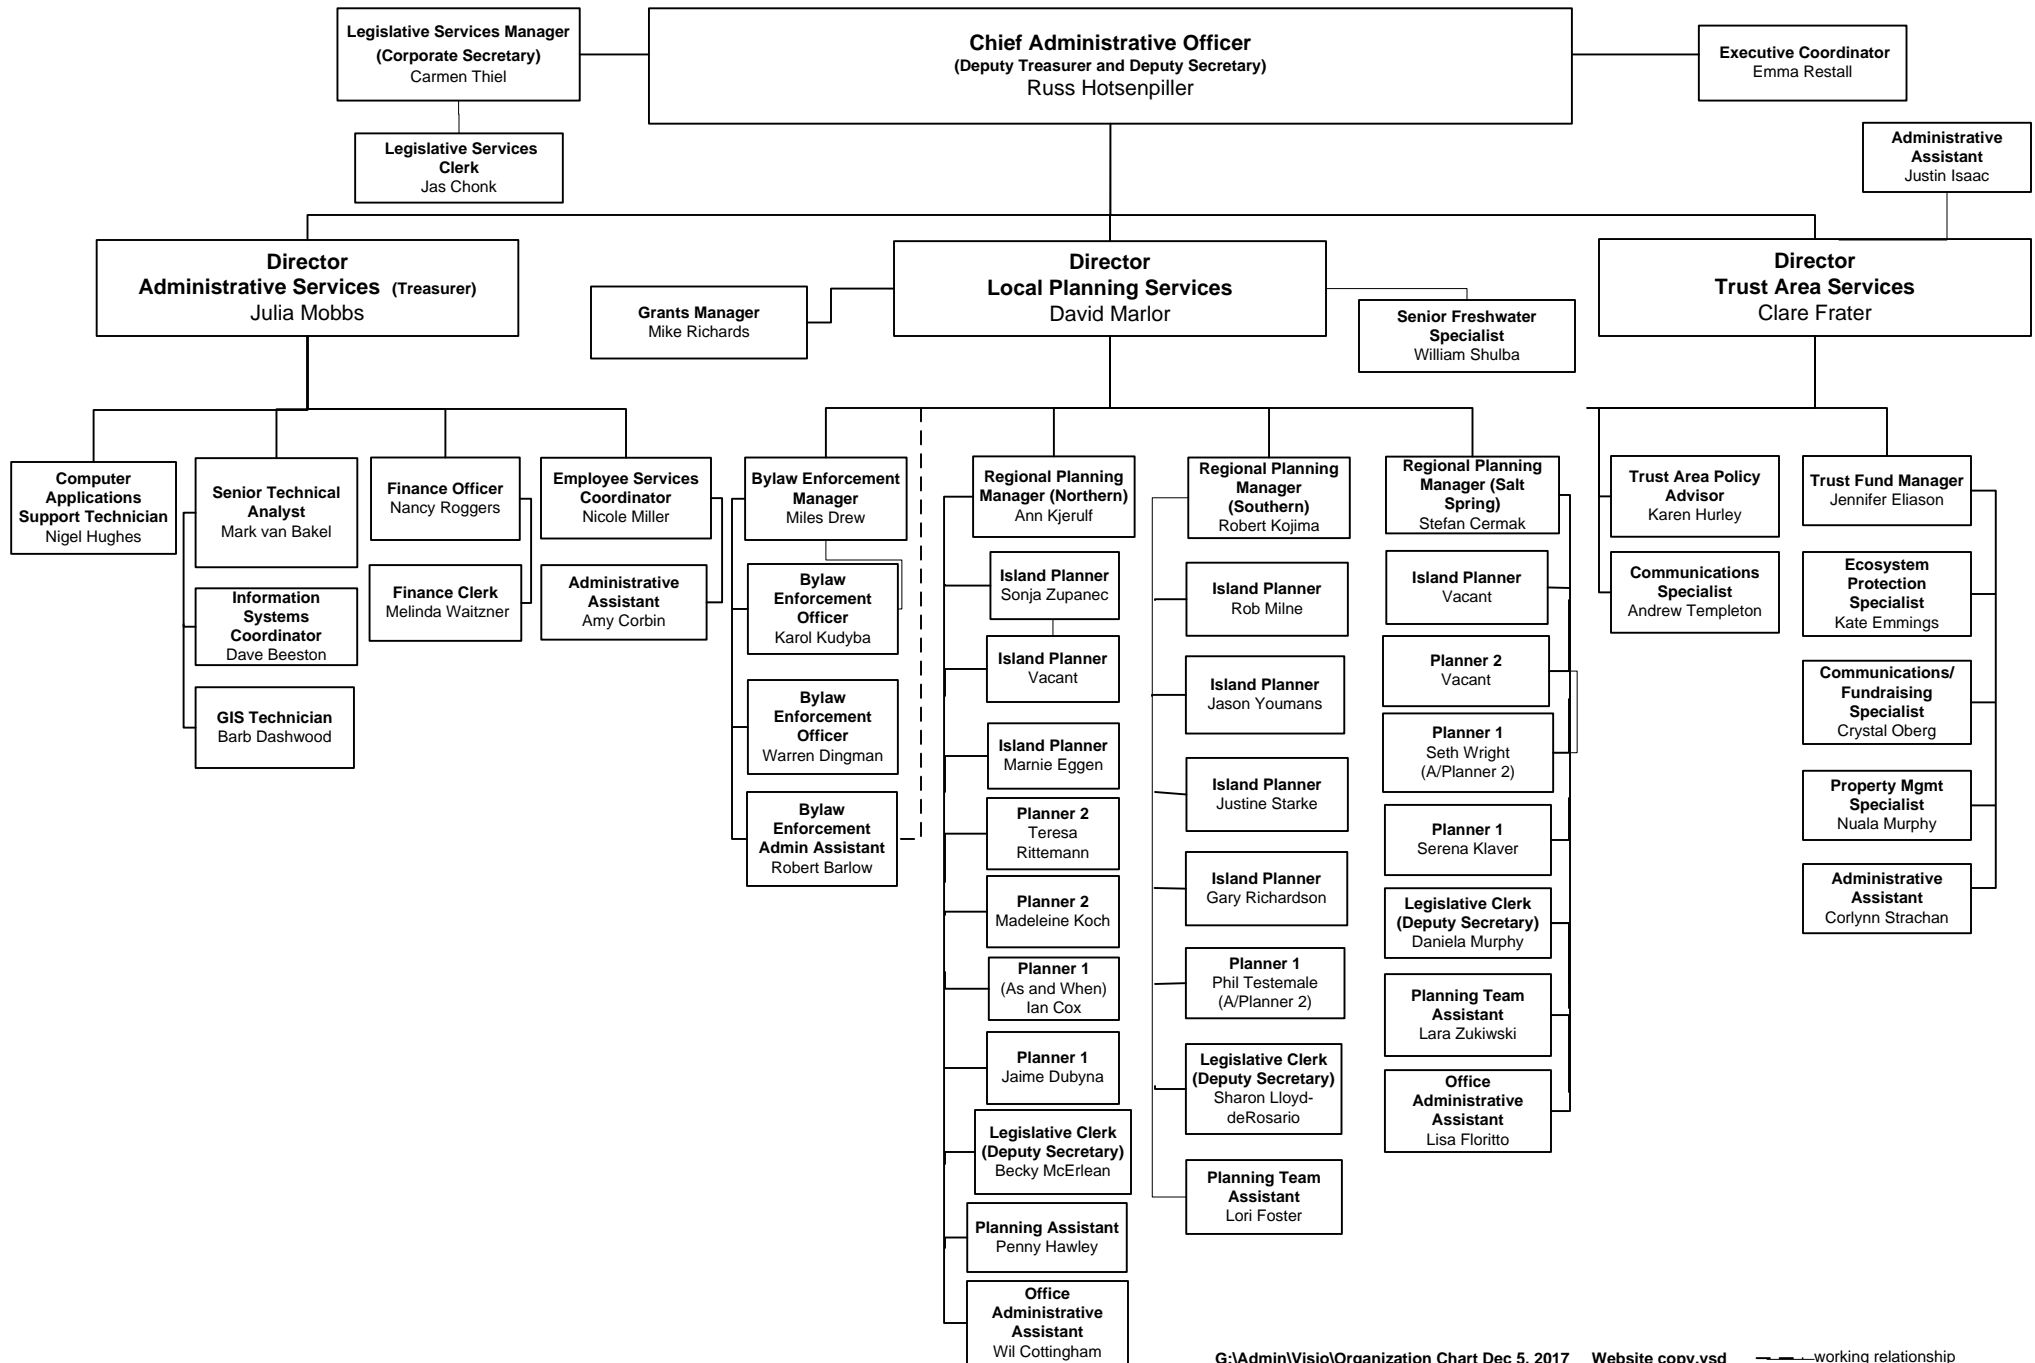 Legislative Services Manager
(Corporate Secretary)
Carmen Thiel
Chief Administrative Officer
(Deputy Treasurer and Deputy Secretary)
Russ Hotsenpiller
Executive Coordinator
Emma Restall
Legislative Services
Clerk
Jas Chonk
Administrative
Assistant
Justin Isaac
Director
Administrative Services (Treasurer)
Julia Mobbs
Grants Manager
Mike Richards
Director
Local Planning Services
David Marlor
Senior Freshwater
Specialist
William Shulba
Director
Trust Area Services
Clare Frater
Computer
Applications
Support Technician
Nigel Hughes
Senior Technical
Analyst
Mark van Bakel
Information
Systems
Coordinator
Dave Beeston
GIS Technician
Barb Dashwood
Finance Officer
Nancy Roggers
Finance Clerk
Melinda Waitzner
Employee Services
Coordinator
Nicole Miller
Administrative
Assistant
Amy Corbin
Bylaw Enforcement
Manager
Miles Drew
Bylaw
Enforcement
Officer
Karol Kudyba
Bylaw
Enforcement
Officer
Warren Dingman
Bylaw
Enforcement
Admin Assistant
Robert Barlow
Regional Planning
Manager (Northern)
Ann Kjerulf
Island Planner
Sonja Zupanec
Island Planner
Vacant
Island Planner
Marnie Eggen
Planner 2
Teresa
Rittemann
Planner 2
Madeleine Koch
Planner 1
(As and When)
Ian Cox
Planner 1
Jaime Dubyna
Legislative Clerk
(Deputy Secretary)
Becky McErlean
Planning Assistant
Penny Hawley
Office
Administrative
Assistant
Wil Cottingham
Regional Planning
Manager
(Southern)
Robert Kojima
Island Planner
Rob Milne
Island Planner
Jason Youmans
Island Planner
Justine Starke
Island Planner
Gary Richardson
Planner 1
Phil Testemale
(A/Planner 2)
Legislative Clerk
(Deputy Secretary)
Sharon Lloyd-
deRosario
Planning Team
Assistant
Lori Foster
Regional Planning
Manager (Salt
Spring)
Stefan Cermak
Island Planner
Vacant
Planner 2
Vacant
Planner 1
Seth Wright
(A/Planner 2)
Planner 1
Serena Klaver
Legislative Clerk
(Deputy Secretary)
Daniela Murphy
Planning Team
Assistant
Lara Zukiwski
Office
Administrative
Assistant
Lisa Floritto
Trust Area Policy
Advisor
Karen Hurley
Communications
Specialist
Andrew Templeton
Trust Fund Manager
Jennifer Eliason
Ecosystem
Protection
Specialist
Kate Emmings
Communications/
Fundraising
Specialist
Crystal Oberg
Property Mgmt
Specialist
Nuala Murphy
Administrative
Assistant
Corlynn Strachan
G:\Admin\Visio\Organization Chart Dec 5, 2017 Website copy.vsd working relationship